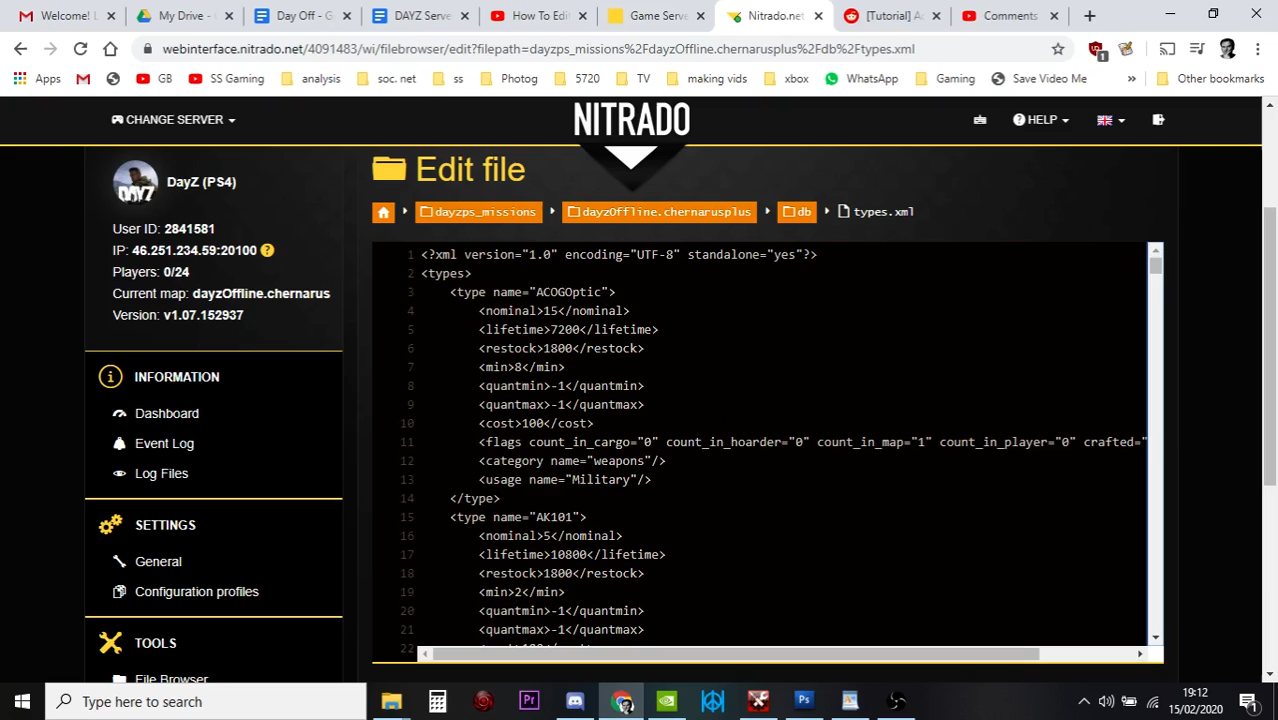 Welcome!
My Drive -
Day Off - G
DAYZ Serve
How To Edit
Game Serve
Nitrado.net
[Tutorial] A
Comments
webinterface.nitrado.net/4091483/wi/filebrowser/edit?filepath=dayzps_missions%2FdayzOffline.chernarusplus%2Fdb%2Ftypes.xml
1
Apps
GB
SS Gaming
analysis
soc. net
ss
Photog
5720
TV
making vids
xbox
WhatsApp
Gaming
Save Video Me
»
Other bookmarks
CHANGE SERVER
NITRADO
HELP
DAYZ
DayZ (PS4)
User ID: 2841581
IP: 46.251.234.59:20100 ?
Players: 0/24
Current map: dayzOffline.chernarus
Version: v1.07.152937
INFORMATION
Dashboard
Event Log
Log Files
SETTINGS
General
Configuration profiles
TOOLS
File Browser
Edit file
dayzps_missions
dayzOffline.chernarusplus
db
types.xml
1 <?xml version="1.0" encoding="UTF-8" standalone="yes"?>
2 <types>
3 <type name="ACOGOptic">
4 <nominal>15</nominal>
5 <lifetime>7200</lifetime>
6 <restock>1800</restock>
7 <min>8</min>
8 <quantmin>-1</quantmin>
9 <quantmax>-1</quantmax>
10 <cost>100</cost>
11 <flags count_in_cargo="0" count_in_hoarder="0" count_in_map="1" count_in_player="0" crafted="
12 <category name="weapons"/>
13 <usage name="Military"/>
14 </type>
15 <type name="AK101">
16 <nominal>5</nominal>
17 <lifetime>10800</lifetime>
18 <restock>1800</restock>
19 <min>2</min>
20 <quantmin>-1</quantmin>
21 <quantmax>-1</quantmax>
22
Type here to search
Pr
Ps
19:12
15/02/2020
1